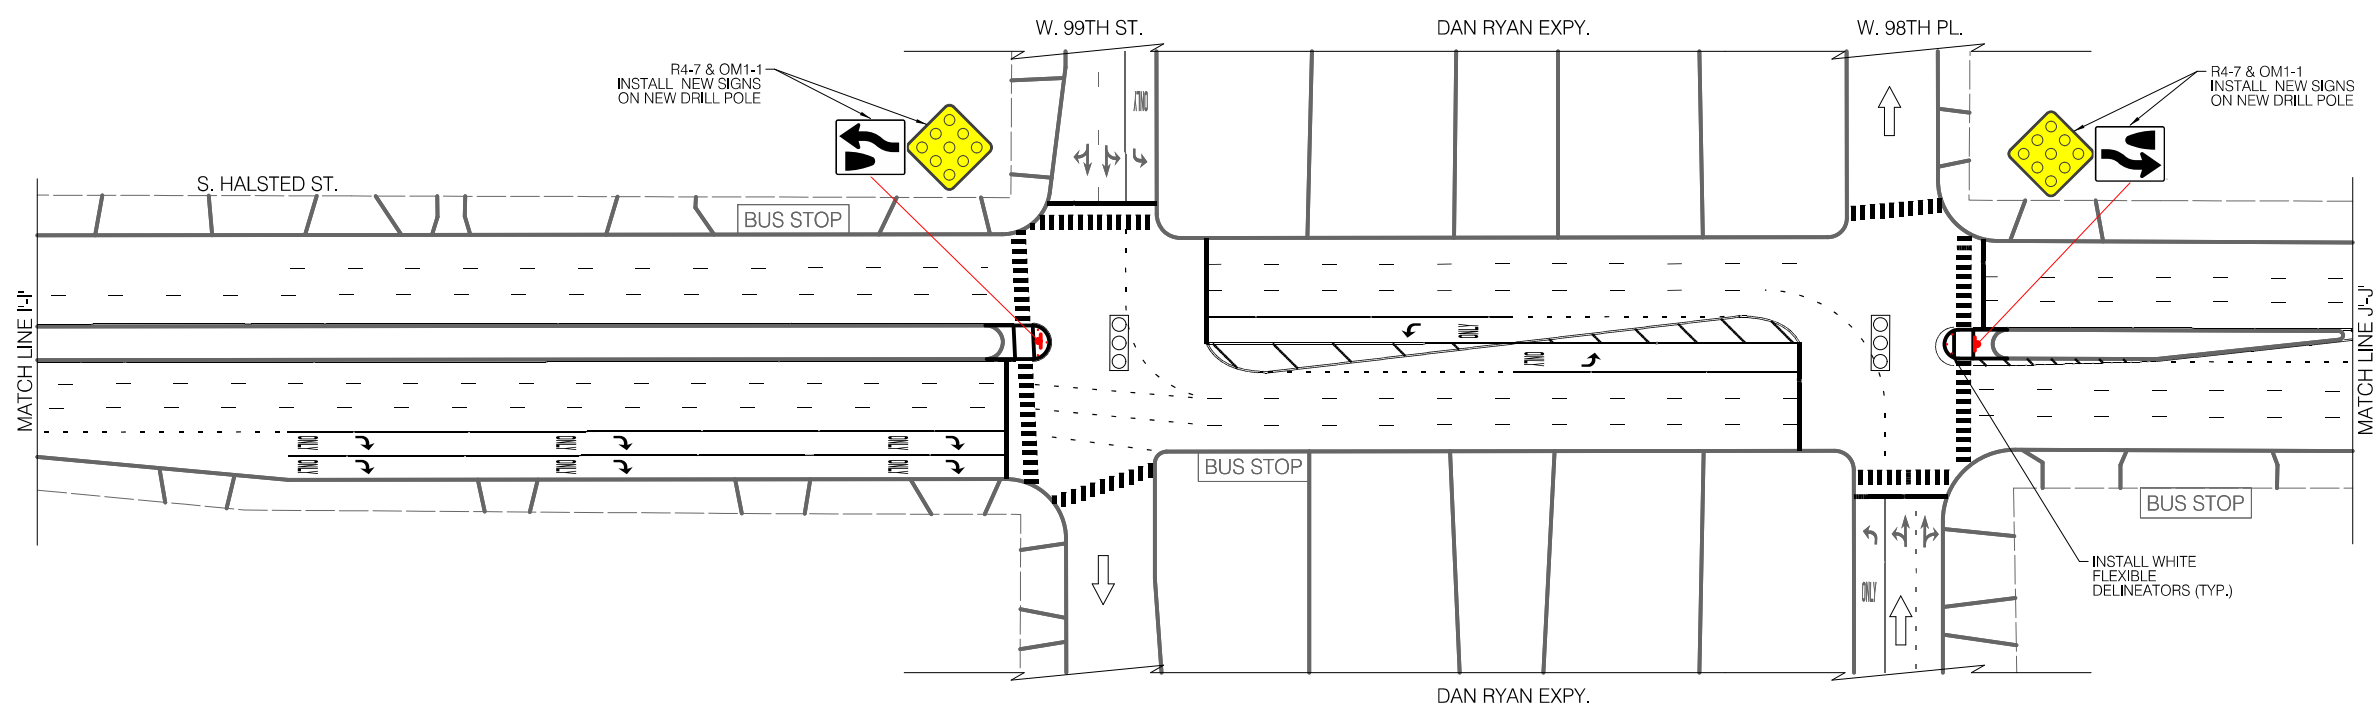 W. 99TH ST.
DAN RYAN EXPY.
W. 98TH PL.
R4-7 & OM1-1
INSTALL NEW SIGNS
ON NEW DRILL POLE
R4-7 & OM1-1
INSTALL NEW SIGNS
ON NEW DRILL POLE
ONLY
S. HALSTED ST.
BUS STOP
MATCH LINE I'-I'
MATCH LINE J'-J'
ONLY
ONLY
ONLY
ONLY
ONLY
ONLY
ONLY
ONLY
BUS STOP
BUS STOP
INSTALL WHITE
FLEXIBLE
DELINEATORS (TYP.)
ONLY
DAN RYAN EXPY.